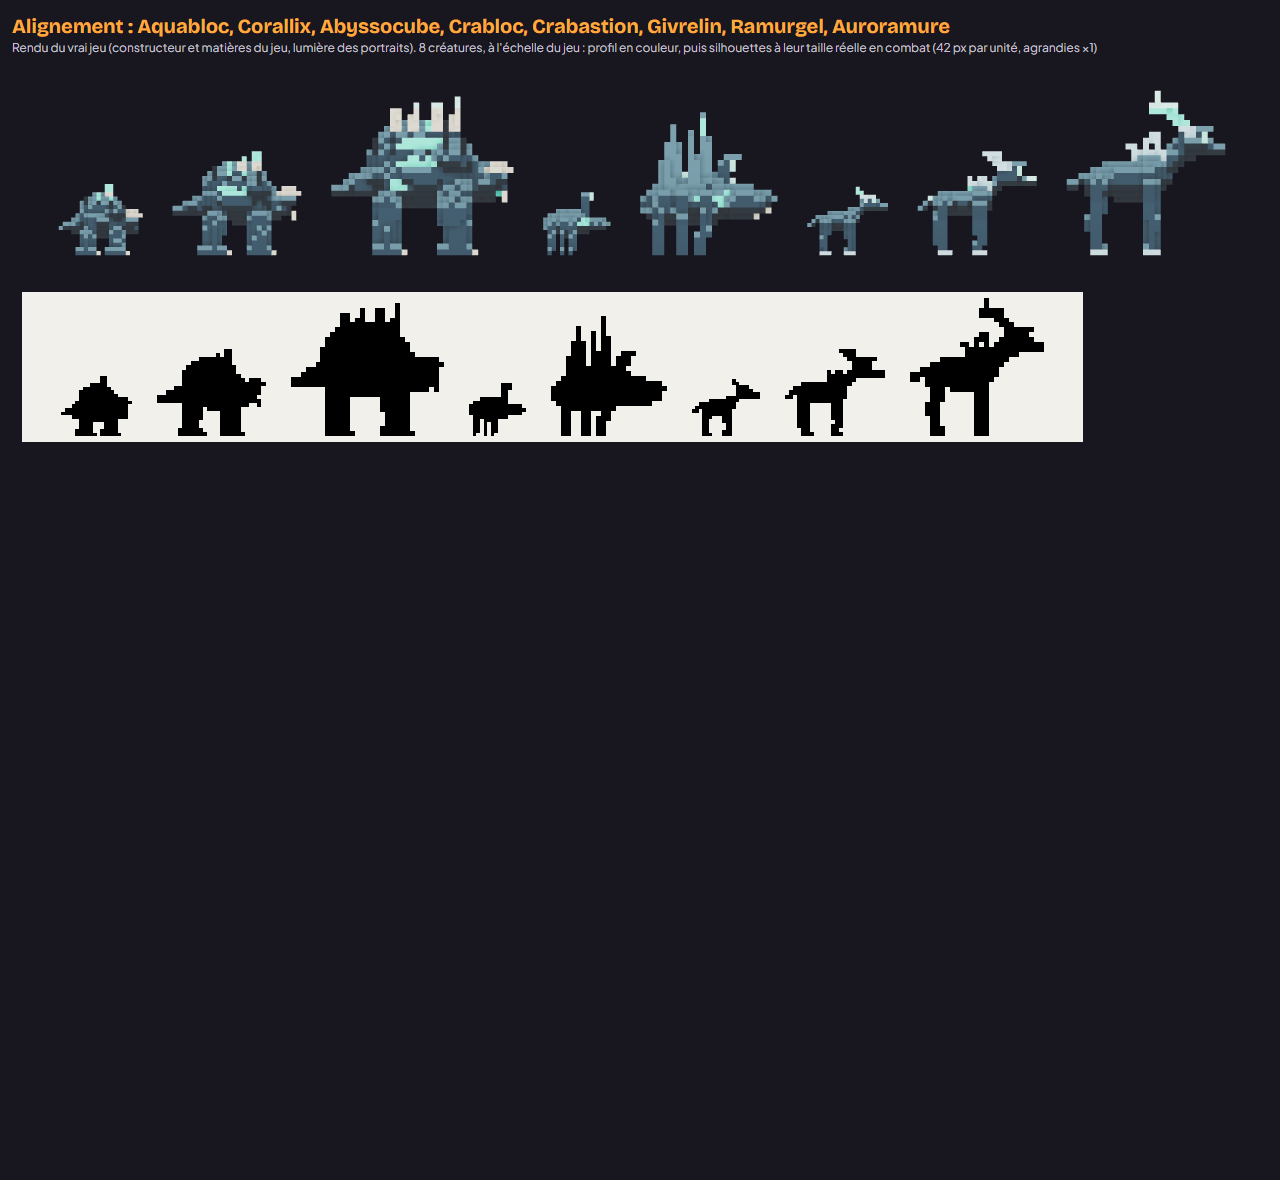 Alignement : Aquabloc, Corallix, Abyssocube, Crabloc, Crabastion, Givrelin, Ramurgel, Auroramure
Rendu du vrai jeu (constructeur et matières du jeu, lumière des portraits). 8 créatures, à l'échelle du jeu : profil en couleur, puis silhouettes à leur taille réelle en combat (42 px par unité, agrandies ×1)